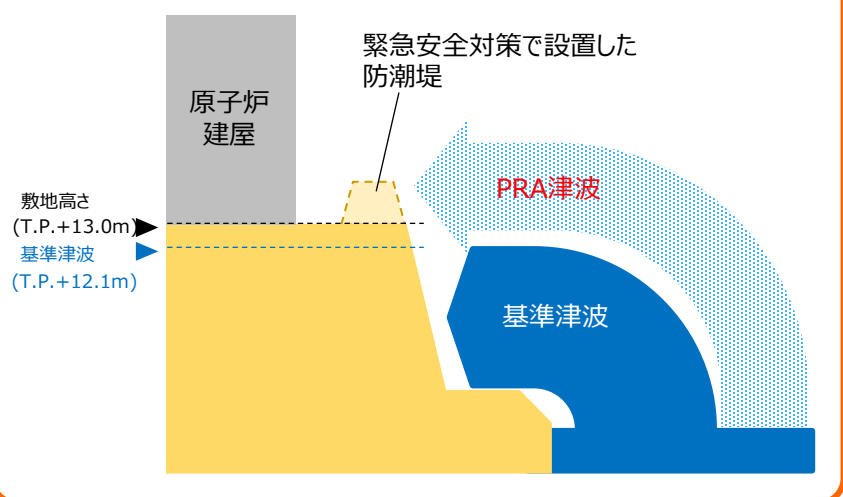 緊急安全対策で設置した
防潮堤
原子炉
建屋
PRA津波
敷地高さ
(T.P.+13.0m)
基準津波
(T.P.+12.1m)
基準津波